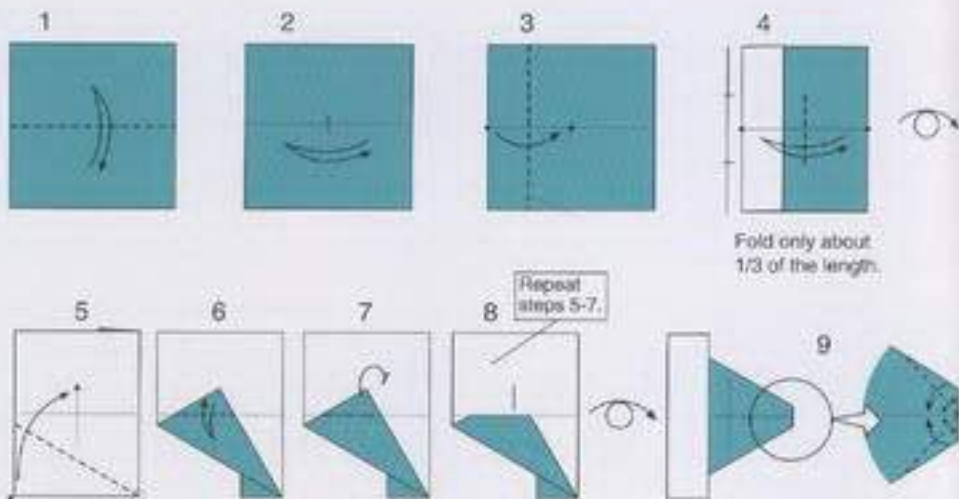 1
2
3
4
Fold only about
1/3 of the length.
5
6
7
8
Repeat
steps 5-7.
9